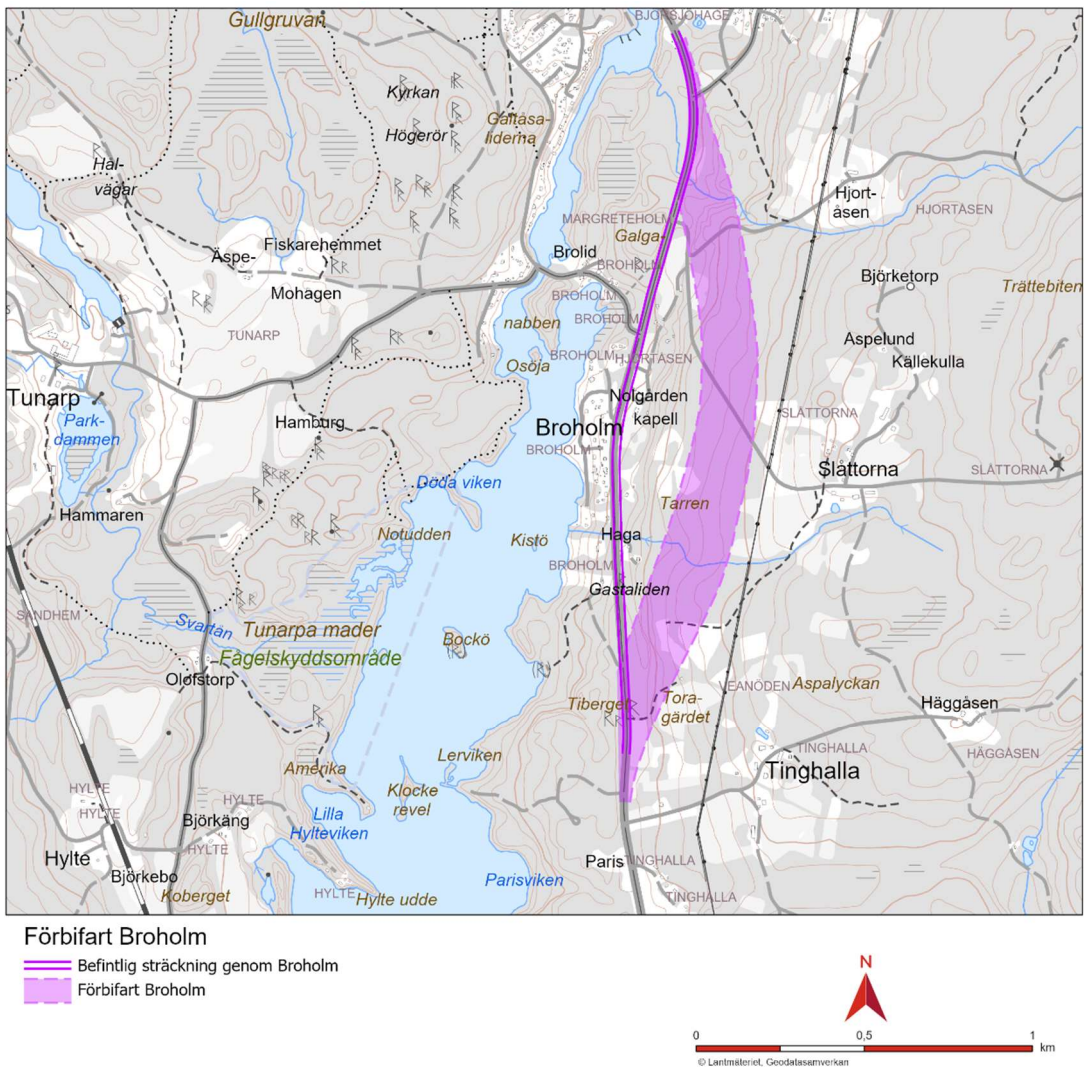 BJÖRSJÖHAGE
Gullgruvan
Kyrkan
Högerör
Galtåsa-
liderna
Hål-
vägar
Hjort-
åsen
HJORTÅSEN
MARGRETEHOLM
Galga-
Äspe-
Fiskarehemmet
Brolid
BROHOLM
Mohagen
Björketorp
Trättebiten
BROHOLM
nabben
BROHOLM
TUNARP
Aspelund
Källekulla
Osöja
BROHOLM
HJORTÅSEN
Tunarp
Nolgården
kapell
Park-
dammen
Hamburg
Broholm
SLÄTTORNA
BROHOLM
Slättorna
SLÄTTORNA
Döda viken
Hammaren
Tarren
Notudden
Kistö
Haga
BROHOLM
Gastaliden
SANDHEM
Svartån
Tunarpa mader
Fågelskyddsområde
Bockö
Olofstorp
VEANÖDEN
Aspalyckan
Tiberget
Tora-
gärdet
Häggåsen
TINGHALLA
HÄGGÅSEN
Lerviken
Amerika
Tinghalla
Klocke
revel
HYLTE
HYLTE
HYLTE
Lilla
Hylteviken
Björkäng
HYLTE
Hylte
Paris
TINGHALLA
Björkebo
Parisviken
Koberget
HYLTE
Hylte udde
TINGHALLA
Förbifart Broholm
Befintlig sträckning genom Broholm
Förbifart Broholm
N
0
0,5
1
km
© Lantmäteriet, Geodatasamverkan